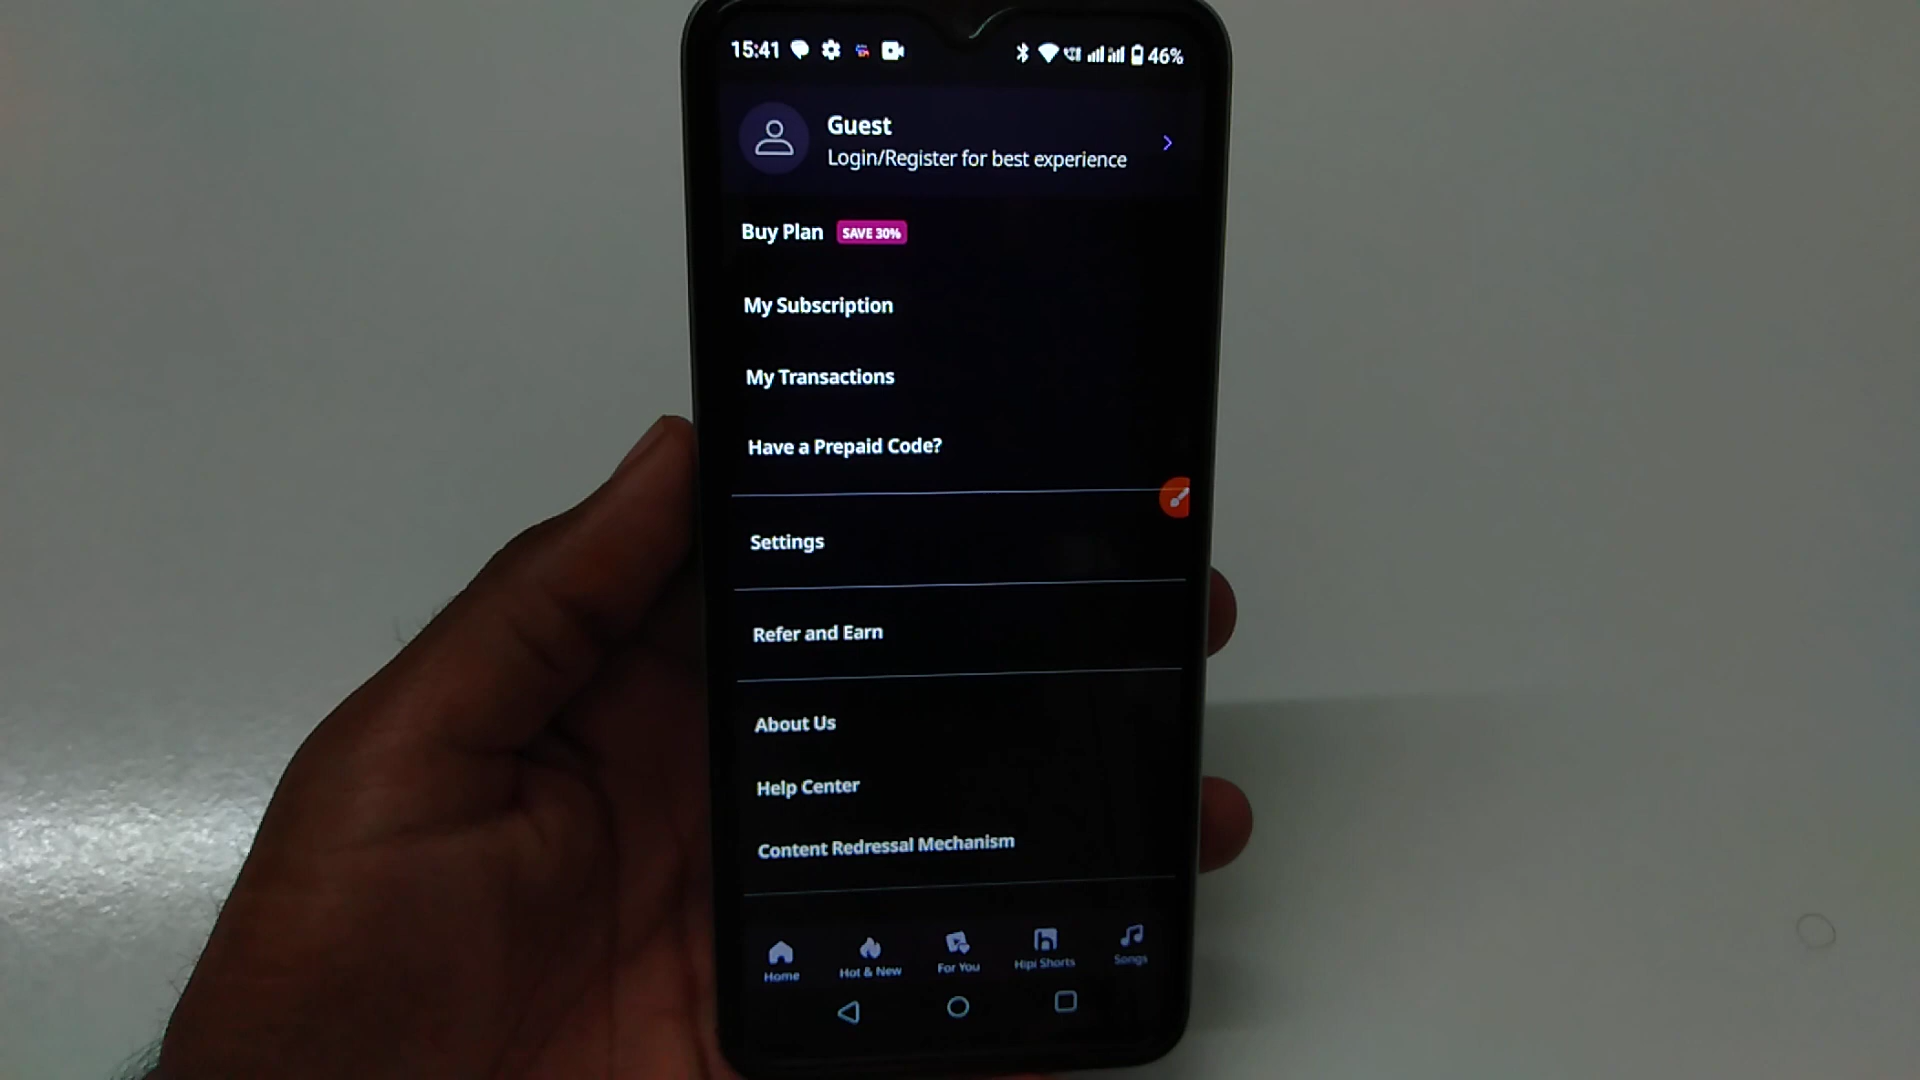 15:41 46%
Guest
Login/Register for best experience
Buy Plan SAVE 30%
My Subscription
My Transactions
Have a Prepaid Code?
Settings
Refer and Earn
About Us
Help Center
Content Redressal Mechanism
Home Hot & New For You Hipi Shorts Songs